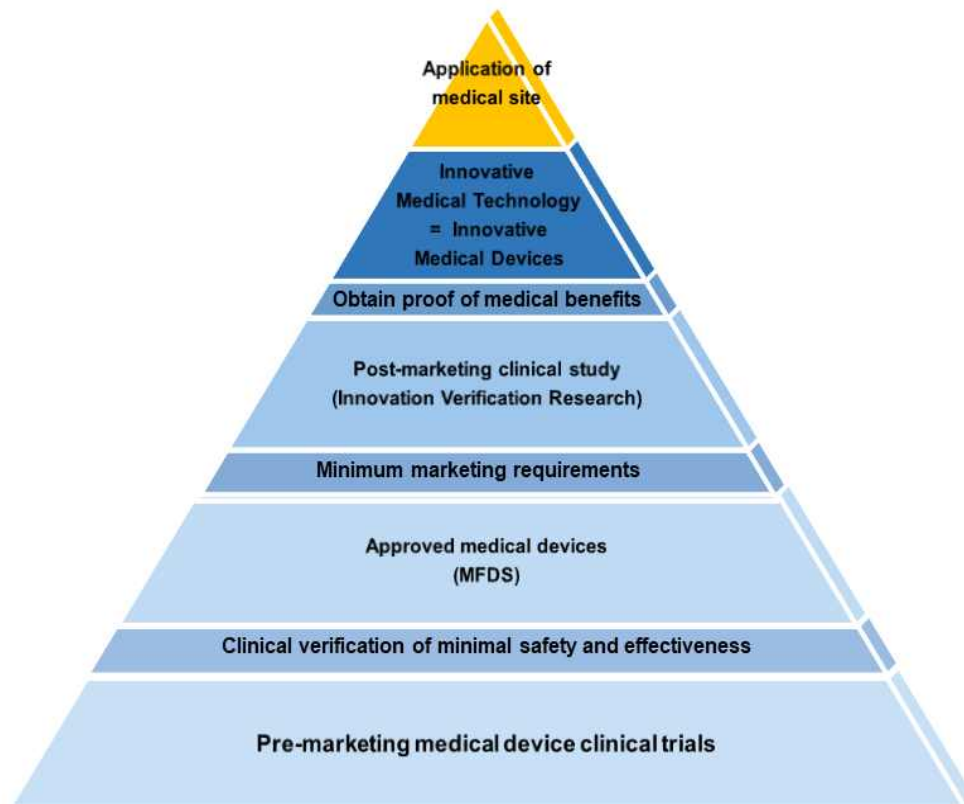 Application of
medical site
Innovative
Medical Technology
= Innovative
Medical Devices
Obtain proof of medical benefits
Post-marketing clinical study
(Innovation Verification Research)
Minimum marketing requirements
Approved medical devices
(MFDS)
Clinical verification of minimal safety and effectiveness
Pre-marketing medical device clinical trials